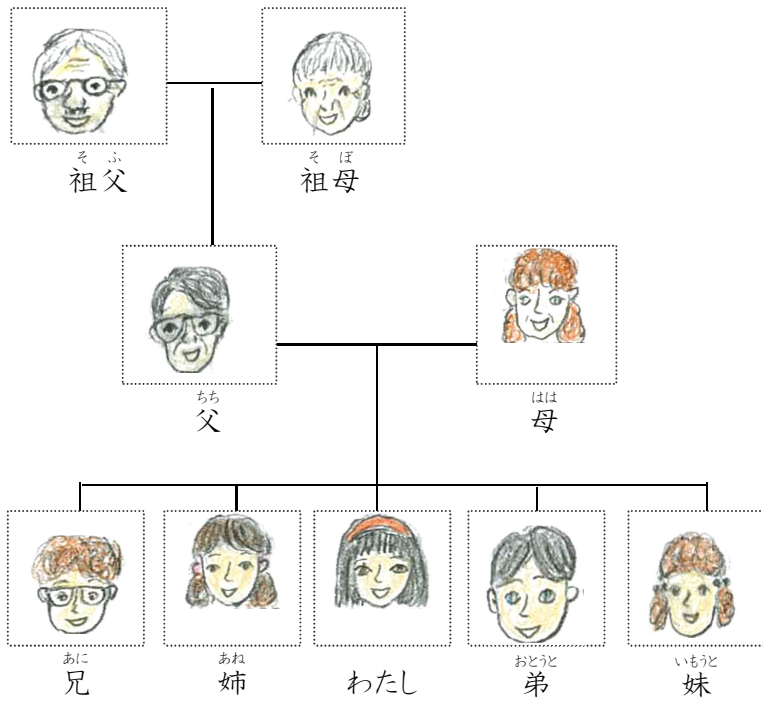 そ ふ
祖父
そ ぼ
祖母
ちち
父
はは
母
あに
兄
あね
姉
わたし
おとうと
弟
いもうと
妹